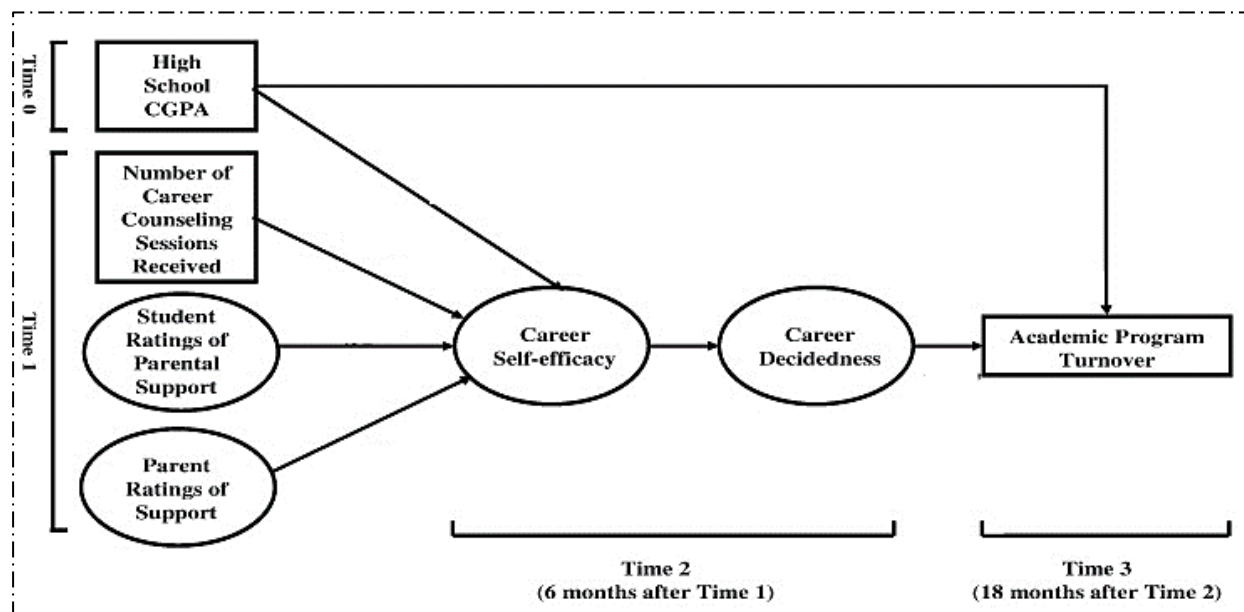 Time 0
High
School
CGPA
Time 1
Number of
Career
Counseling
Sessions
Received
Student
Ratings of
Parental
Support
Parent
Ratings of
Support
Career
Self-efficacy
Career
Decidedness
Academic Program
Turnover
Time 2
(6 months after Time 1)
Time 3
(18 months after Time 2)